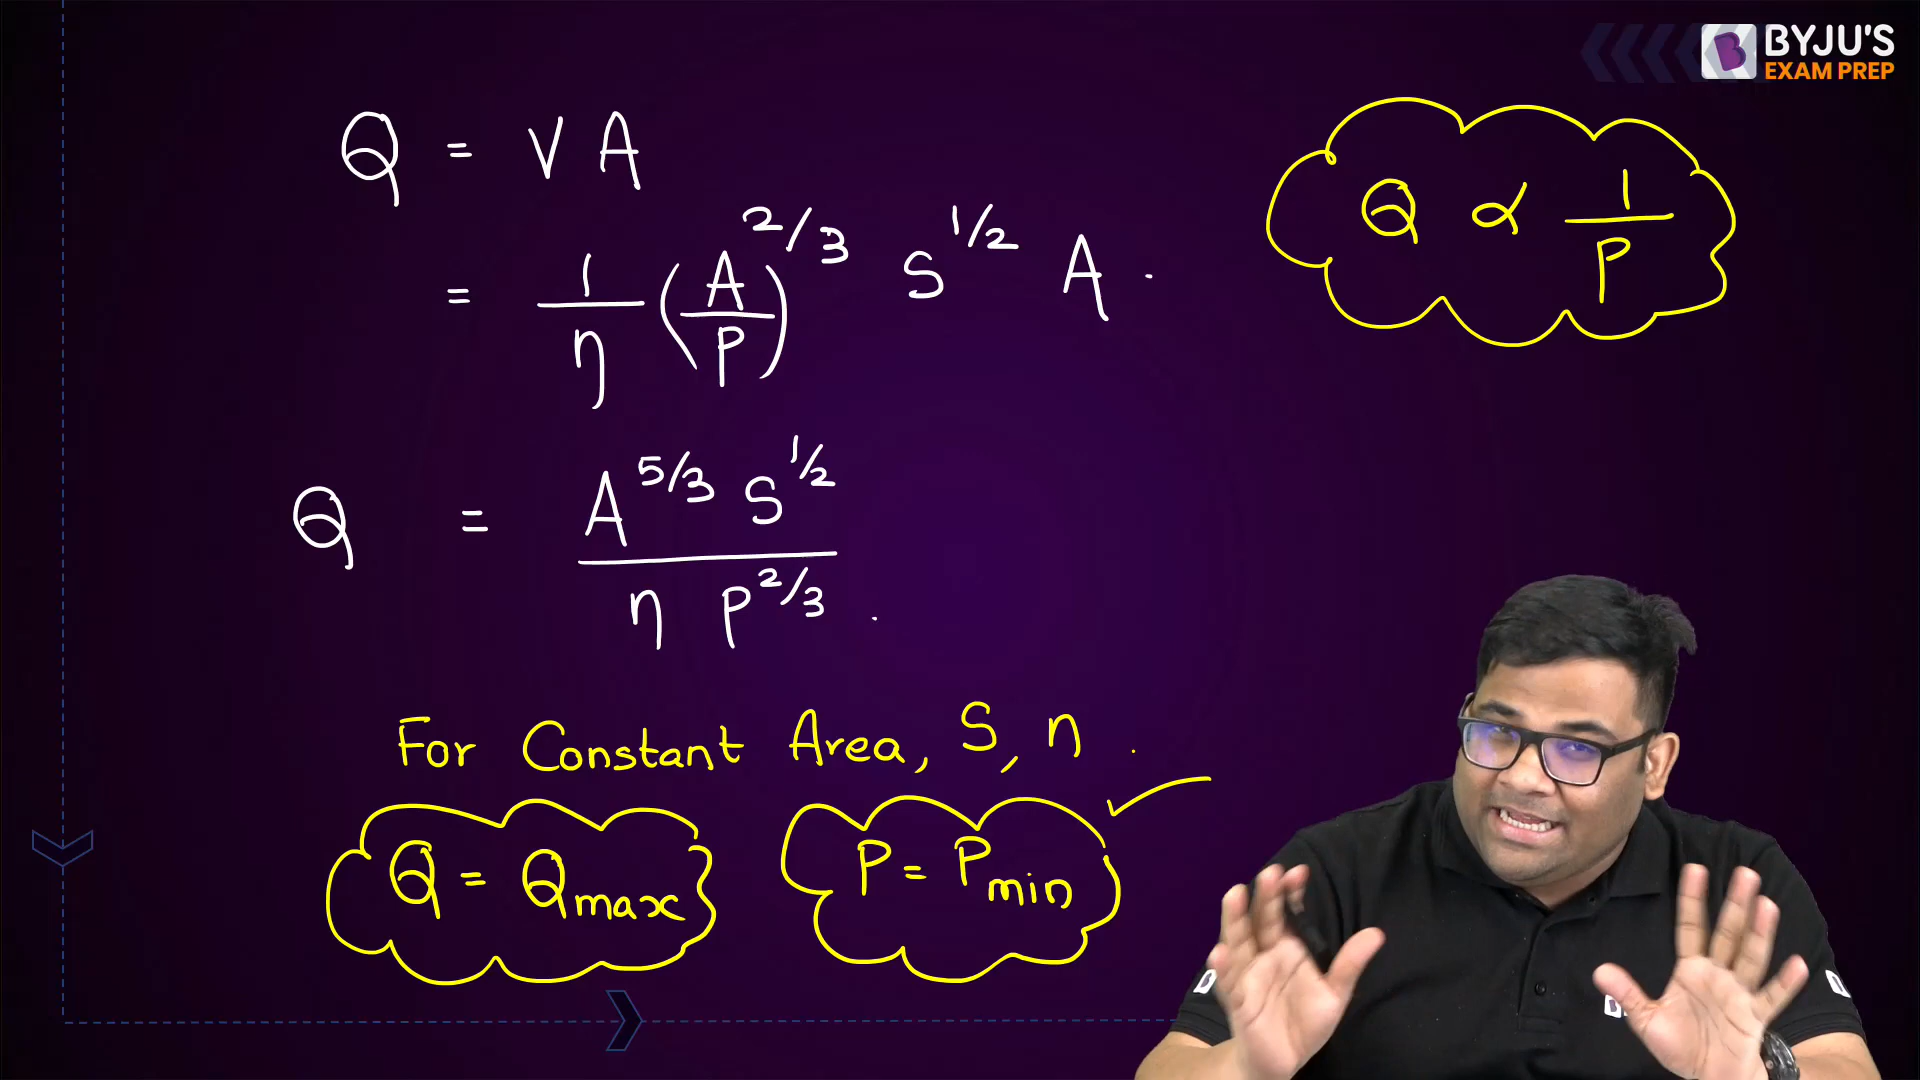 BYJU'S
EXAM PREP
Q = VA
= 1/η (A/P)^2/3 S^1/2 A .
Q ∝ 1/P
Q = A^5/3 S^1/2 / η P^2/3 .
For Constant Area, S, η .
Q = Qmax
P = Pmin